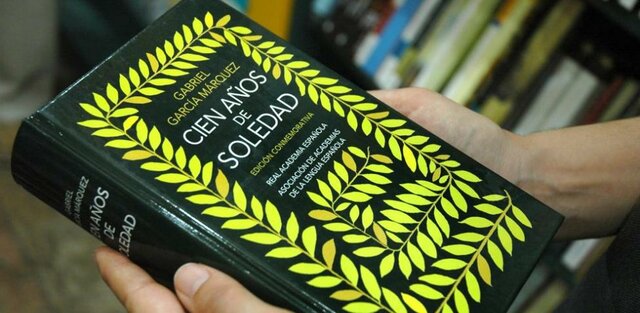 GABRIEL
GARCÍA MÁRQUEZ
CIEN AÑOS
DE
SOLEDAD
EDICIÓN CONMEMORATIVA
REAL ACADEMIA ESPAÑOLA
ASOCIACIÓN DE ACADEMIAS
DE LA LENGUA ESPAÑOLA
GABRIEL
GARCÍA MÁRQUEZ
CIEN AÑOS
DE
SOLEDAD